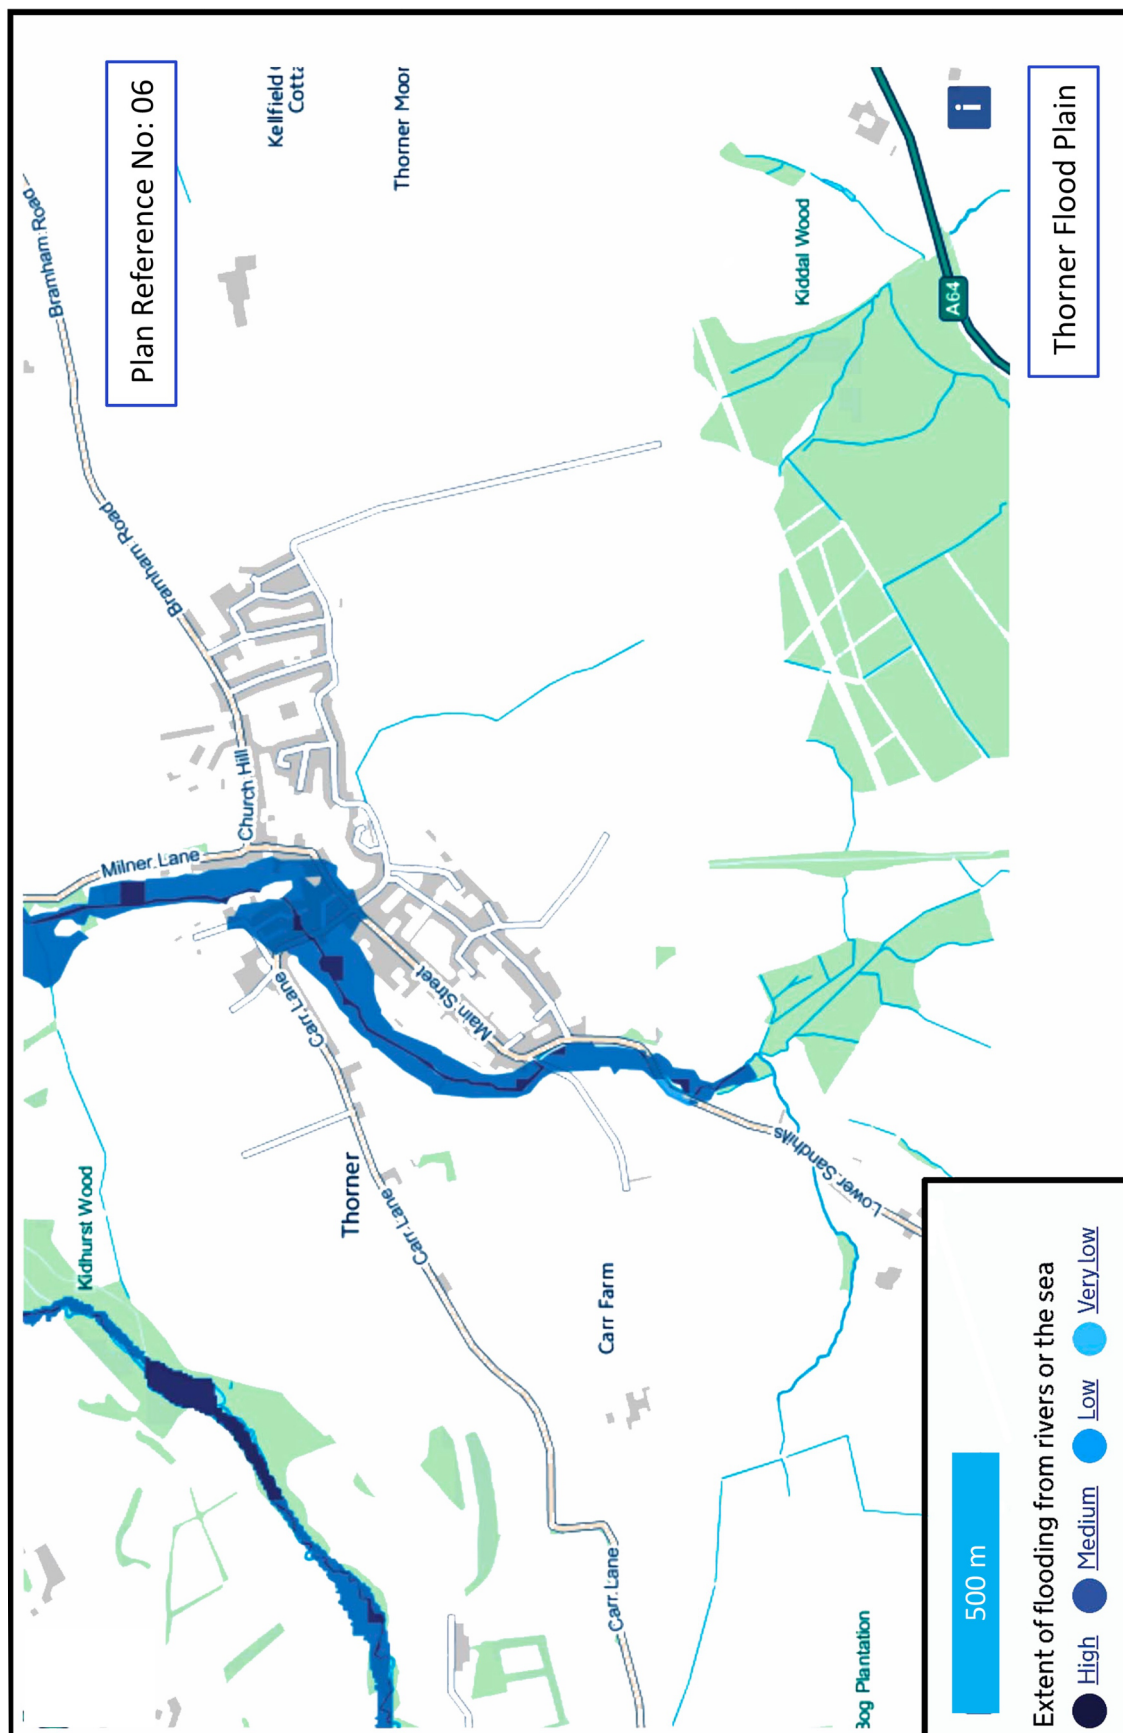 Plan Reference No: 06
Thorner Flood Plain
Kellfield
Cotta
Thorner Moor
Bramham Road
Bramham Road
Church Hill
Milner Lane
Kiddal Wood
A64
i
Kidhurst Wood
Carr Lane
Main Street
Thorner
Carr Lane
Carr Farm
Lower Sandhills
Carr Lane
Bog Plantation
500 m
Extent of flooding from rivers or the sea
High Medium Low Very low